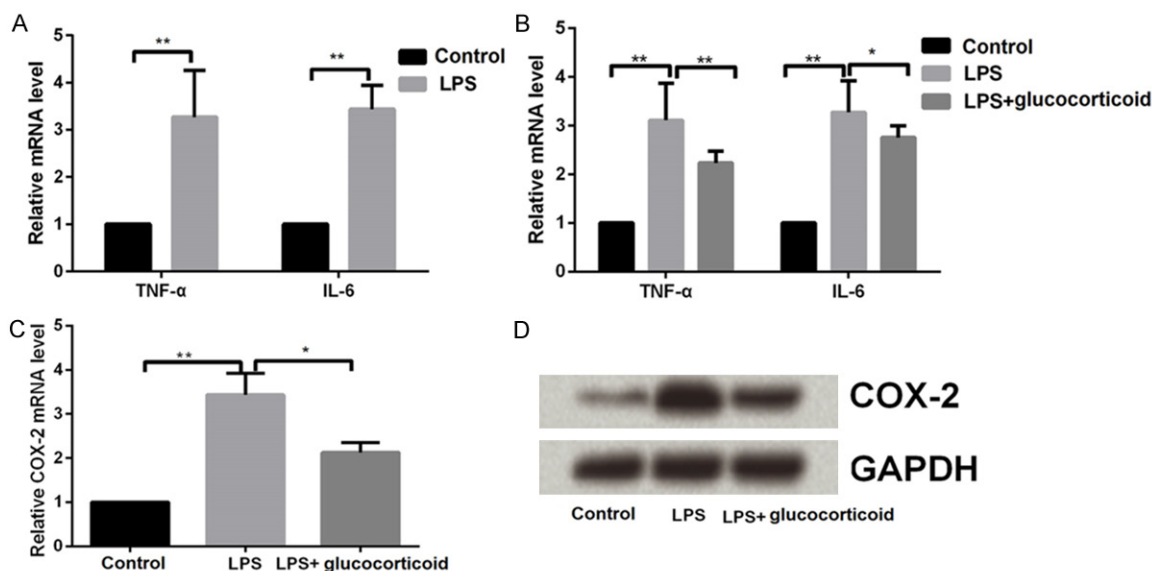 A
Relative mRNA level
5
4
3
2
1
0
**
**
Control
LPS
TNF-α
IL-6
B
Relative mRNA level
5
4
3
2
1
0
**
**
**
*
Control
LPS
LPS+glucocorticoid
TNF-α
IL-6
C
Relative COX-2 mRNA level
5
4
3
2
1
0
**
*
Control
LPS
LPS+ glucocorticoid
D
COX-2
GAPDH
Control
LPS
LPS+ glucocorticoid